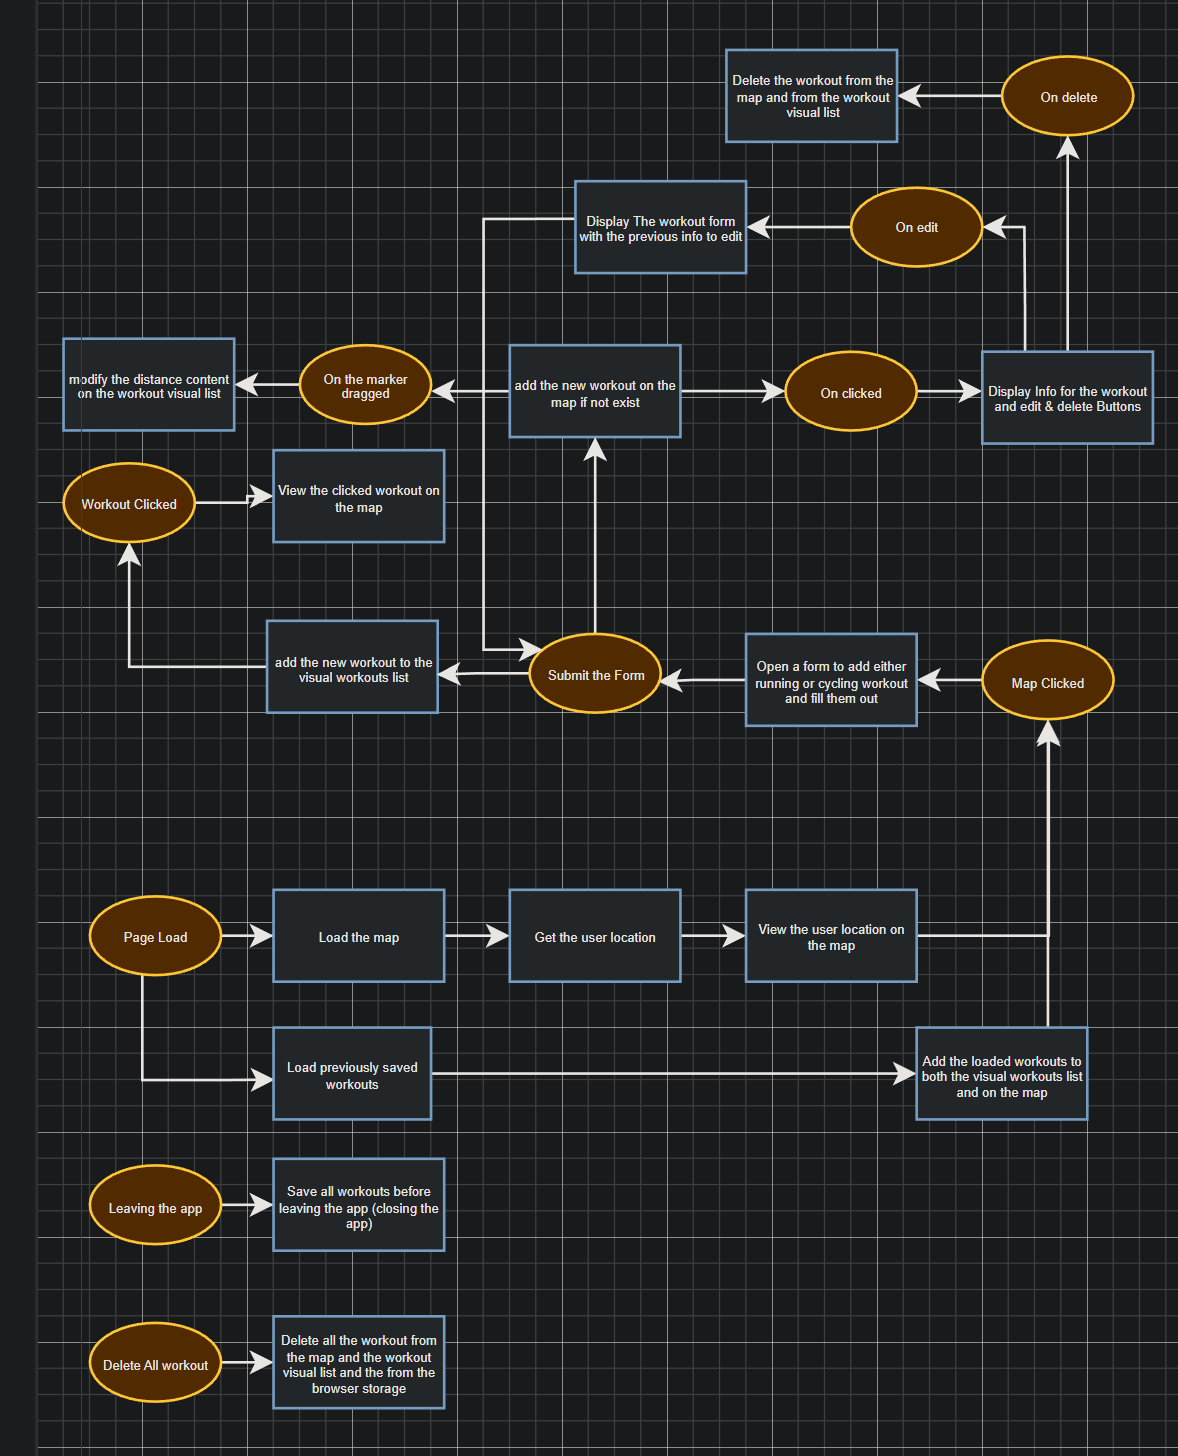 Delete the workout from the
map and from the workout
visual list
On delete
Display The workout form
with the previous info to edit
On edit
modify the distance content
on the workout visual list
On the marker
dragged
add the new workout on the
map if not exist
On clicked
Display Info for the workout
and edit & delete Buttons
Workout Clicked
View the clicked workout on
the map
add the new workout to the
visual workouts list
Submit the Form
Open a form to add either
running or cycling workout
and fill them out
Map Clicked
Page Load
Load the map
Get the user location
View the user location on
the map
Load previously saved
workouts
Add the loaded workouts to
both the visual workouts list
and on the map
Leaving the app
Save all workouts before
leaving the app (closing the
app)
Delete All workout
Delete all the workout from
the map and the workout
visual list and the from the
browser storage